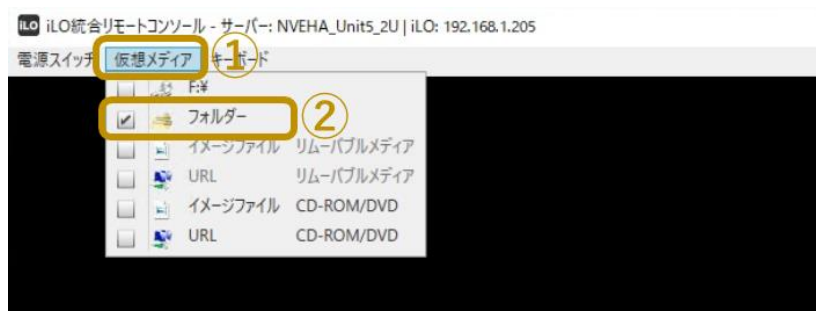 iLO iLO統合リモートコンソール - サーバー: NVEHA_Unit5_2U | iLO: 192.168.1.205
電源スイッチ 仮想メディア ① キーボード
F:¥
フォルダー ②
イメージファイル リムーバブルメディア
URL リムーバブルメディア
イメージファイル CD-ROM/DVD
URL CD-ROM/DVD